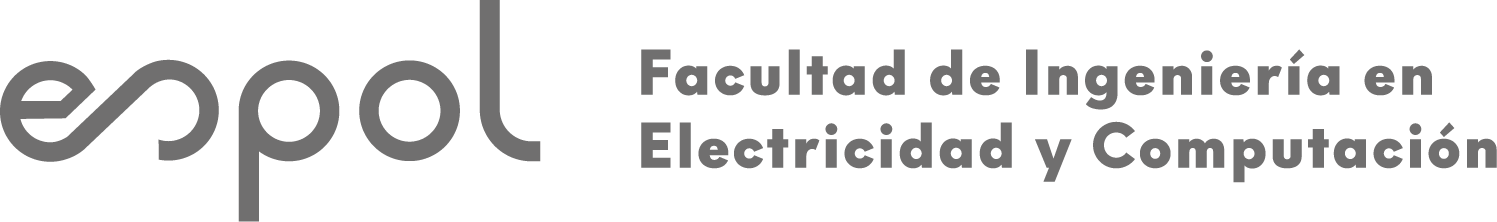 espol
Facultad de Ingeniería en
Electricidad y Computación